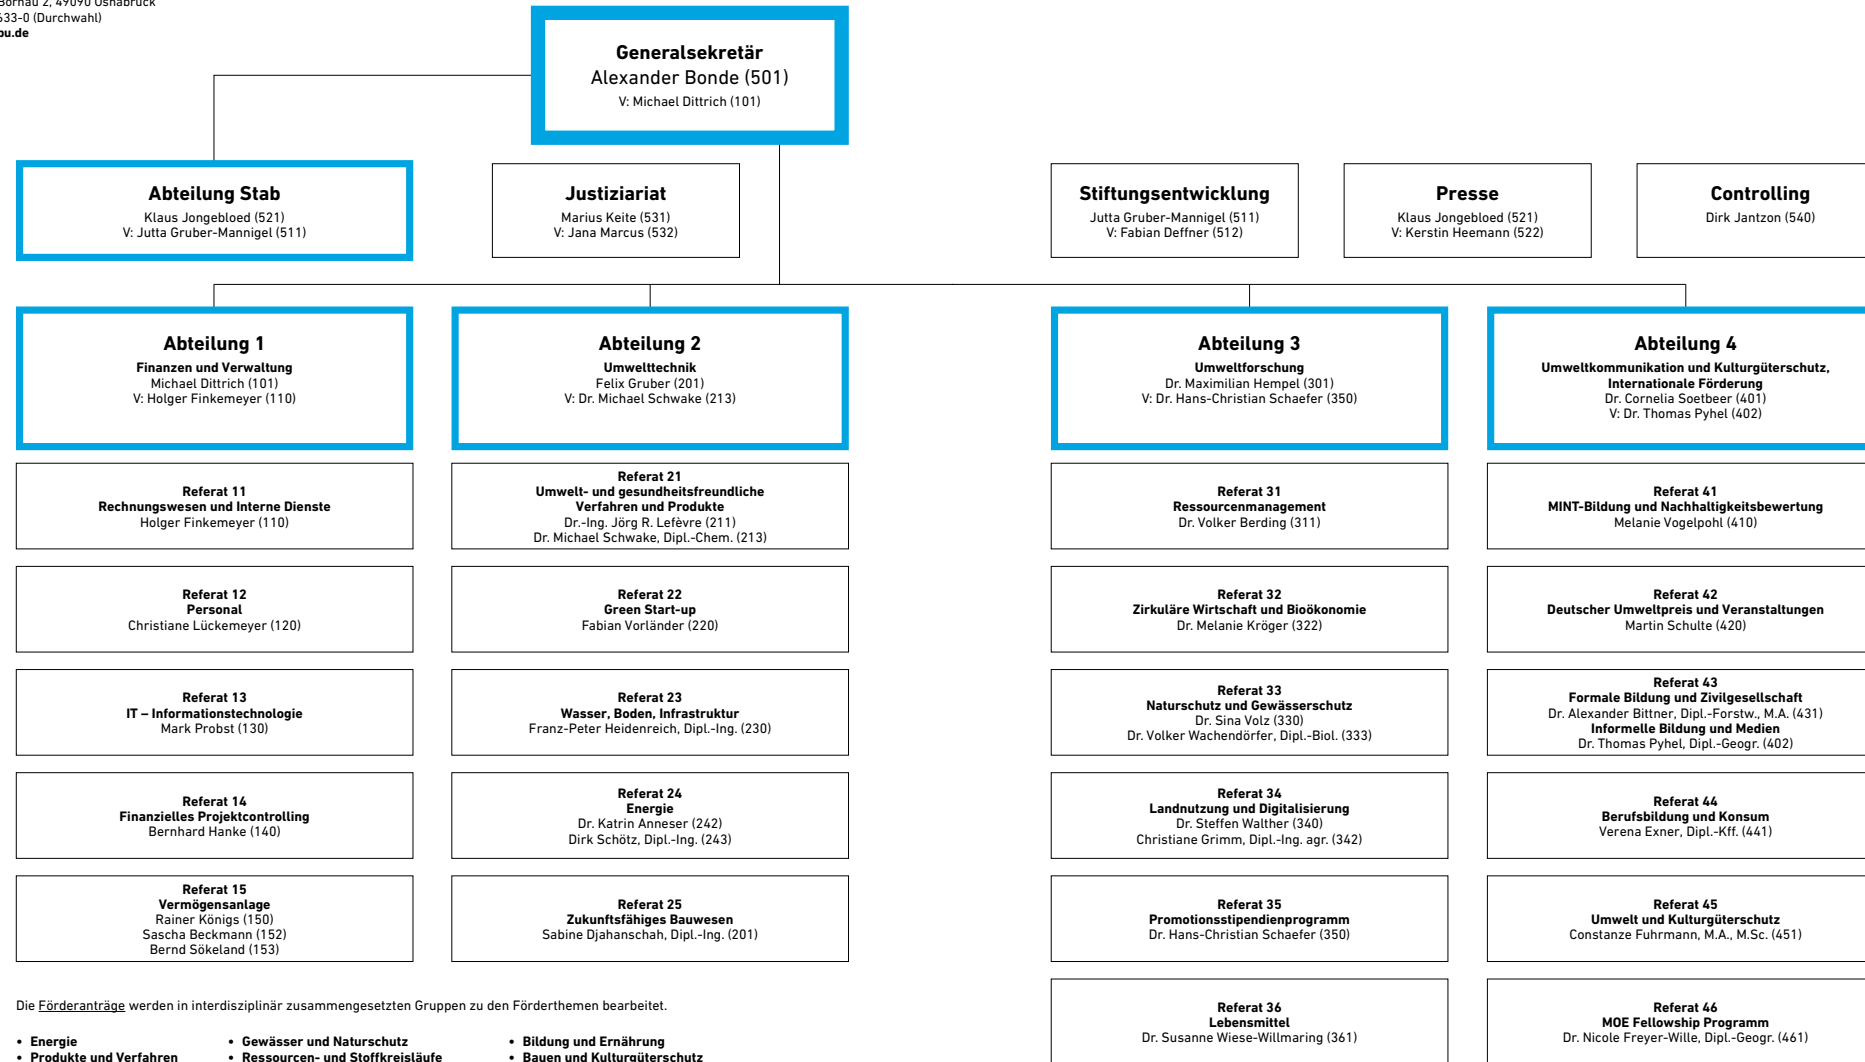 Bornau 2, 49090 Osnabrück
633-0 (Durchwahl)
bu.de
Generalsekretär
Alexander Bonde (501)
V: Michael Dittrich (101)
Abteilung Stab
Klaus Jongebloed (521)
V: Jutta Gruber-Mannigel (511)
Justiziariat
Marius Keite (531)
V: Jana Marcus (532)
Stiftungsentwicklung
Jutta Gruber-Mannigel (511)
V: Fabian Deffner (512)
Presse
Klaus Jongebloed (521)
V: Kerstin Heemann (522)
Controlling
Dirk Jantzon (540)
Abteilung 1
Finanzen und Verwaltung
Michael Dittrich (101)
V: Holger Finkemeyer (110)
Abteilung 2
Umwelttechnik
Felix Gruber (201)
V: Dr. Michael Schwake (213)
Abteilung 3
Umweltforschung
Dr. Maximilian Hempel (301)
V: Dr. Hans-Christian Schaefer (350)
Abteilung 4
Umweltkommunikation und Kulturgüterschutz,
Internationale Förderung
Dr. Cornelia Soetbeer (401)
V: Dr. Thomas Pyhel (402)
Referat 11
Rechnungswesen und Interne Dienste
Holger Finkemeyer (110)
Referat 21
Umwelt- und gesundheitsfreundliche
Verfahren und Produkte
Dr.-Ing. Jörg R. Lefèvre (211)
Dr. Michael Schwake, Dipl.-Chem. (213)
Referat 31
Ressourcenmanagement
Dr. Volker Berding (311)
Referat 41
MINT-Bildung und Nachhaltigkeitsbewertung
Melanie Vogelpohl (410)
Referat 12
Personal
Christiane Lückemeyer (120)
Referat 22
Green Start-up
Fabian Vorländer (220)
Referat 32
Zirkuläre Wirtschaft und Bioökonomie
Dr. Melanie Kröger (322)
Referat 42
Deutscher Umweltpreis und Veranstaltungen
Martin Schulte (420)
Referat 13
IT – Informationstechnologie
Mark Probst (130)
Referat 23
Wasser, Boden, Infrastruktur
Franz-Peter Heidenreich, Dipl.-Ing. (230)
Referat 33
Naturschutz und Gewässerschutz
Dr. Sina Volz (330)
Dr. Volker Wachendörfer, Dipl.-Biol. (333)
Referat 43
Formale Bildung und Zivilgesellschaft
Dr. Alexander Bittner, Dipl.-Forstw., M.A. (431)
Informelle Bildung und Medien
Dr. Thomas Pyhel, Dipl.-Geogr. (402)
Referat 14
Finanzielles Projektcontrolling
Bernhard Hanke (140)
Referat 24
Energie
Dr. Katrin Anneser (242)
Dirk Schötz, Dipl.-Ing. (243)
Referat 34
Landnutzung und Digitalisierung
Dr. Steffen Walther (340)
Christiane Grimm, Dipl.-Ing. agr. (342)
Referat 44
Berufsbildung und Konsum
Verena Exner, Dipl.-Kff. (441)
Referat 15
Vermögensanlage
Rainer Königs (150)
Sascha Beckmann (152)
Bernd Sökeland (153)
Referat 25
Zukunftsfähiges Bauwesen
Sabine Djahanschah, Dipl.-Ing. (201)
Referat 35
Promotionsstipendienprogramm
Dr. Hans-Christian Schaefer (350)
Referat 45
Umwelt und Kulturgüterschutz
Constanze Fuhrmann, M.A., M.Sc. (451)
Referat 36
Lebensmittel
Dr. Susanne Wiese-Willmaring (361)
Referat 46
MOE Fellowship Programm
Dr. Nicole Freyer-Wille, Dipl.-Geogr. (461)
Die Förderanträge werden in interdisziplinär zusammengesetzten Gruppen zu den Förderthemen bearbeitet.
• Energie
• Produkte und Verfahren
• Gewässer und Naturschutz
• Ressourcen- und Stoffkreisläufe
• Bildung und Ernährung
• Bauen und Kulturgüterschutz